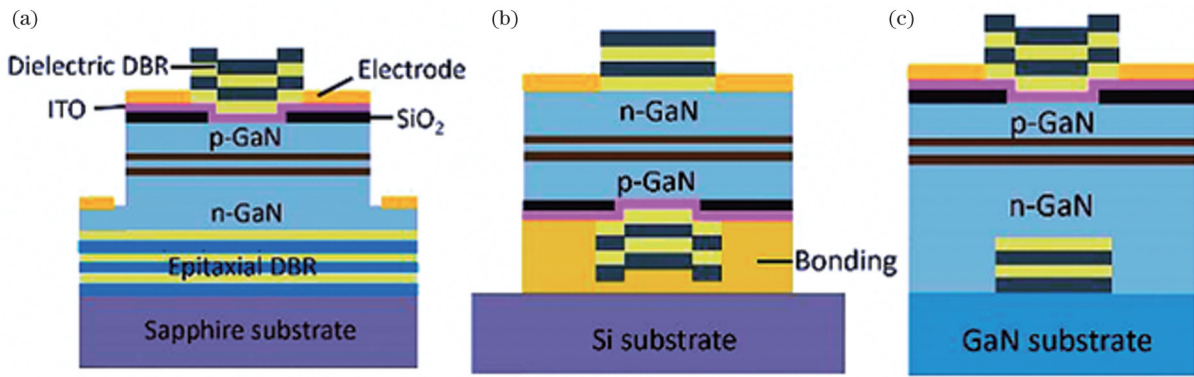 (a)
Dielectric DBR
Electrode
ITO
SiO₂
p-GaN
n-GaN
Epitaxial DBR
Sapphire substrate
(b)
n-GaN
p-GaN
Bonding
Si substrate
(c)
p-GaN
n-GaN
GaN substrate